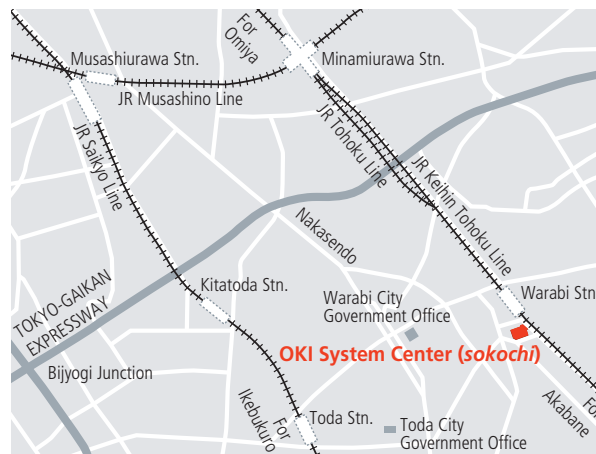 For
Omiya
Musashiurawa Stn.
Minamiurawa Stn.
JR Musashino Line
JR Saikyo Line
JR Tohoku Line
JR Keihin Tohoku Line
Nakasendo
Kitatoda Stn.
Warabi Stn.
Warabi City
Government Office
TOKYO-GAIKAN
EXPRESSWAY
OKI System Center (sokochi)
Bijyogi Junction
For
Ikebukuro
Toda Stn.
Toda City
Government Office
For
Akabane